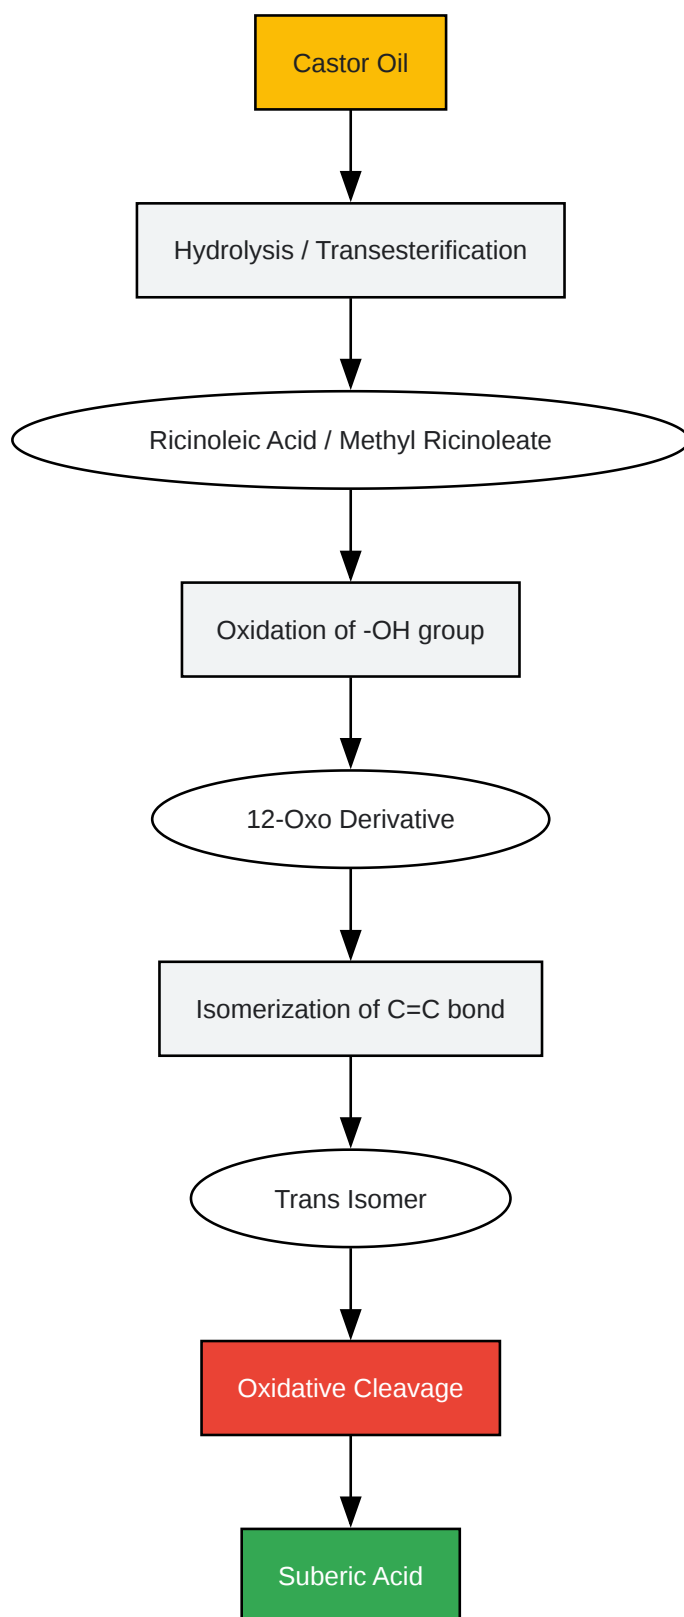 Castor Oil
Hydrolysis / Transesterification
Ricinoleic Acid / Methyl Ricinoleate
Oxidation of -OH group
12-Oxo Derivative
Isomerization of C=C bond
Trans Isomer
Oxidative Cleavage
Suberic Acid